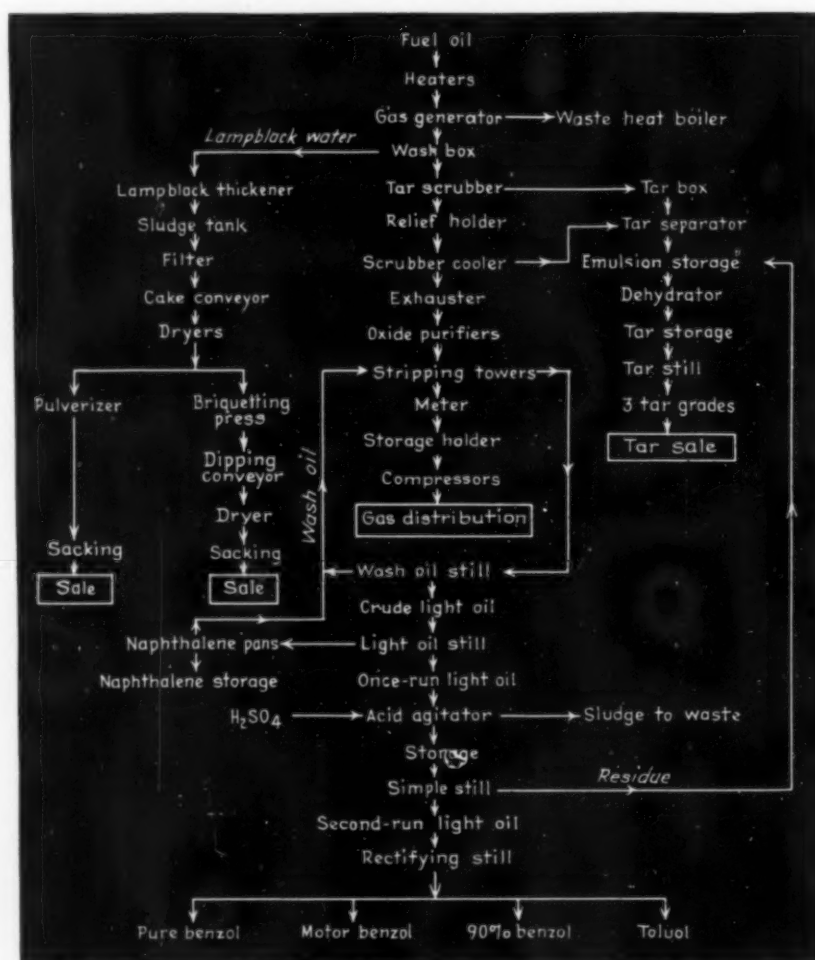 Fuel oil
Heaters
Gas generator
Waste heat boiler
Lampblack water
Wash box
Lampblack thickener
Tar scrubber
Tar box
Sludge tank
Relief holder
Tar separator
Filter
Scrubber cooler
Emulsion storage
Cake conveyor
Exhauster
Dehydrator
Dryers
Oxide purifiers
Tar storage
Stripping towers
Tar still
Pulverizer
Briquetting
press
Meter
3 tar grades
Storage holder
Tar sale
Dipping
conveyor
Compressors
Wash oil
Dryer
Gas distribution
Sacking
Sacking
Sale
Sale
Wash oil still
Crude light oil
Naphthalene pans
Light oil still
Naphthalene storage
Once-run light oil
H₂SO₄
Acid agitator
Sludge to waste
Storage
Simple still
Residue
Second-run light oil
Rectifying still
Pure benzol
Motor benzol
90% benzol
Toluol